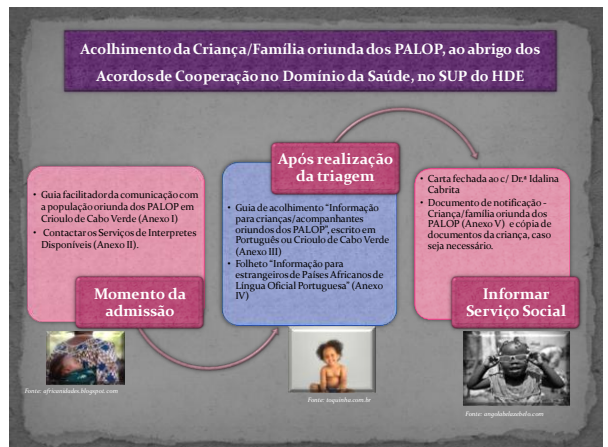 Acolhimento da Criança/Família oriunda dos PALOP, ao abrigo dos
Acordos de Cooperação no Domínio da Saúde, no SUP do HDE
• Guia facilitador da comunicação com
a população oriunda dos PALOP em
Crioulo de Cabo Verde (Anexo I)
• Contactar os Serviços de Interpretes
Disponíveis (Anexo II).
Momento da
admissão
Após realização
da triagem
• Guia de acolhimento "Informação
para crianças/acompanhantes
oriundos dos PALOP", escrito em
Português ou Crioulo de Cabo Verde
(Anexo III)
• Folheto "Informação para
estrangeiros de Países Africanos de
Língua Oficial Portuguesa" (Anexo
IV)
• Carta fechada ao c/ Dr.ª Idalina
Cabrita
• Documento de notificação -
Criança/família oriunda dos
PALOP (Anexo V) e cópia de
documentos da criança, caso
seja necessário.
Informar
Serviço Social
Fonte: africanidades.blogspot.com
Fonte: toquinha.com.br
Fonte: angolabelazebelo.com